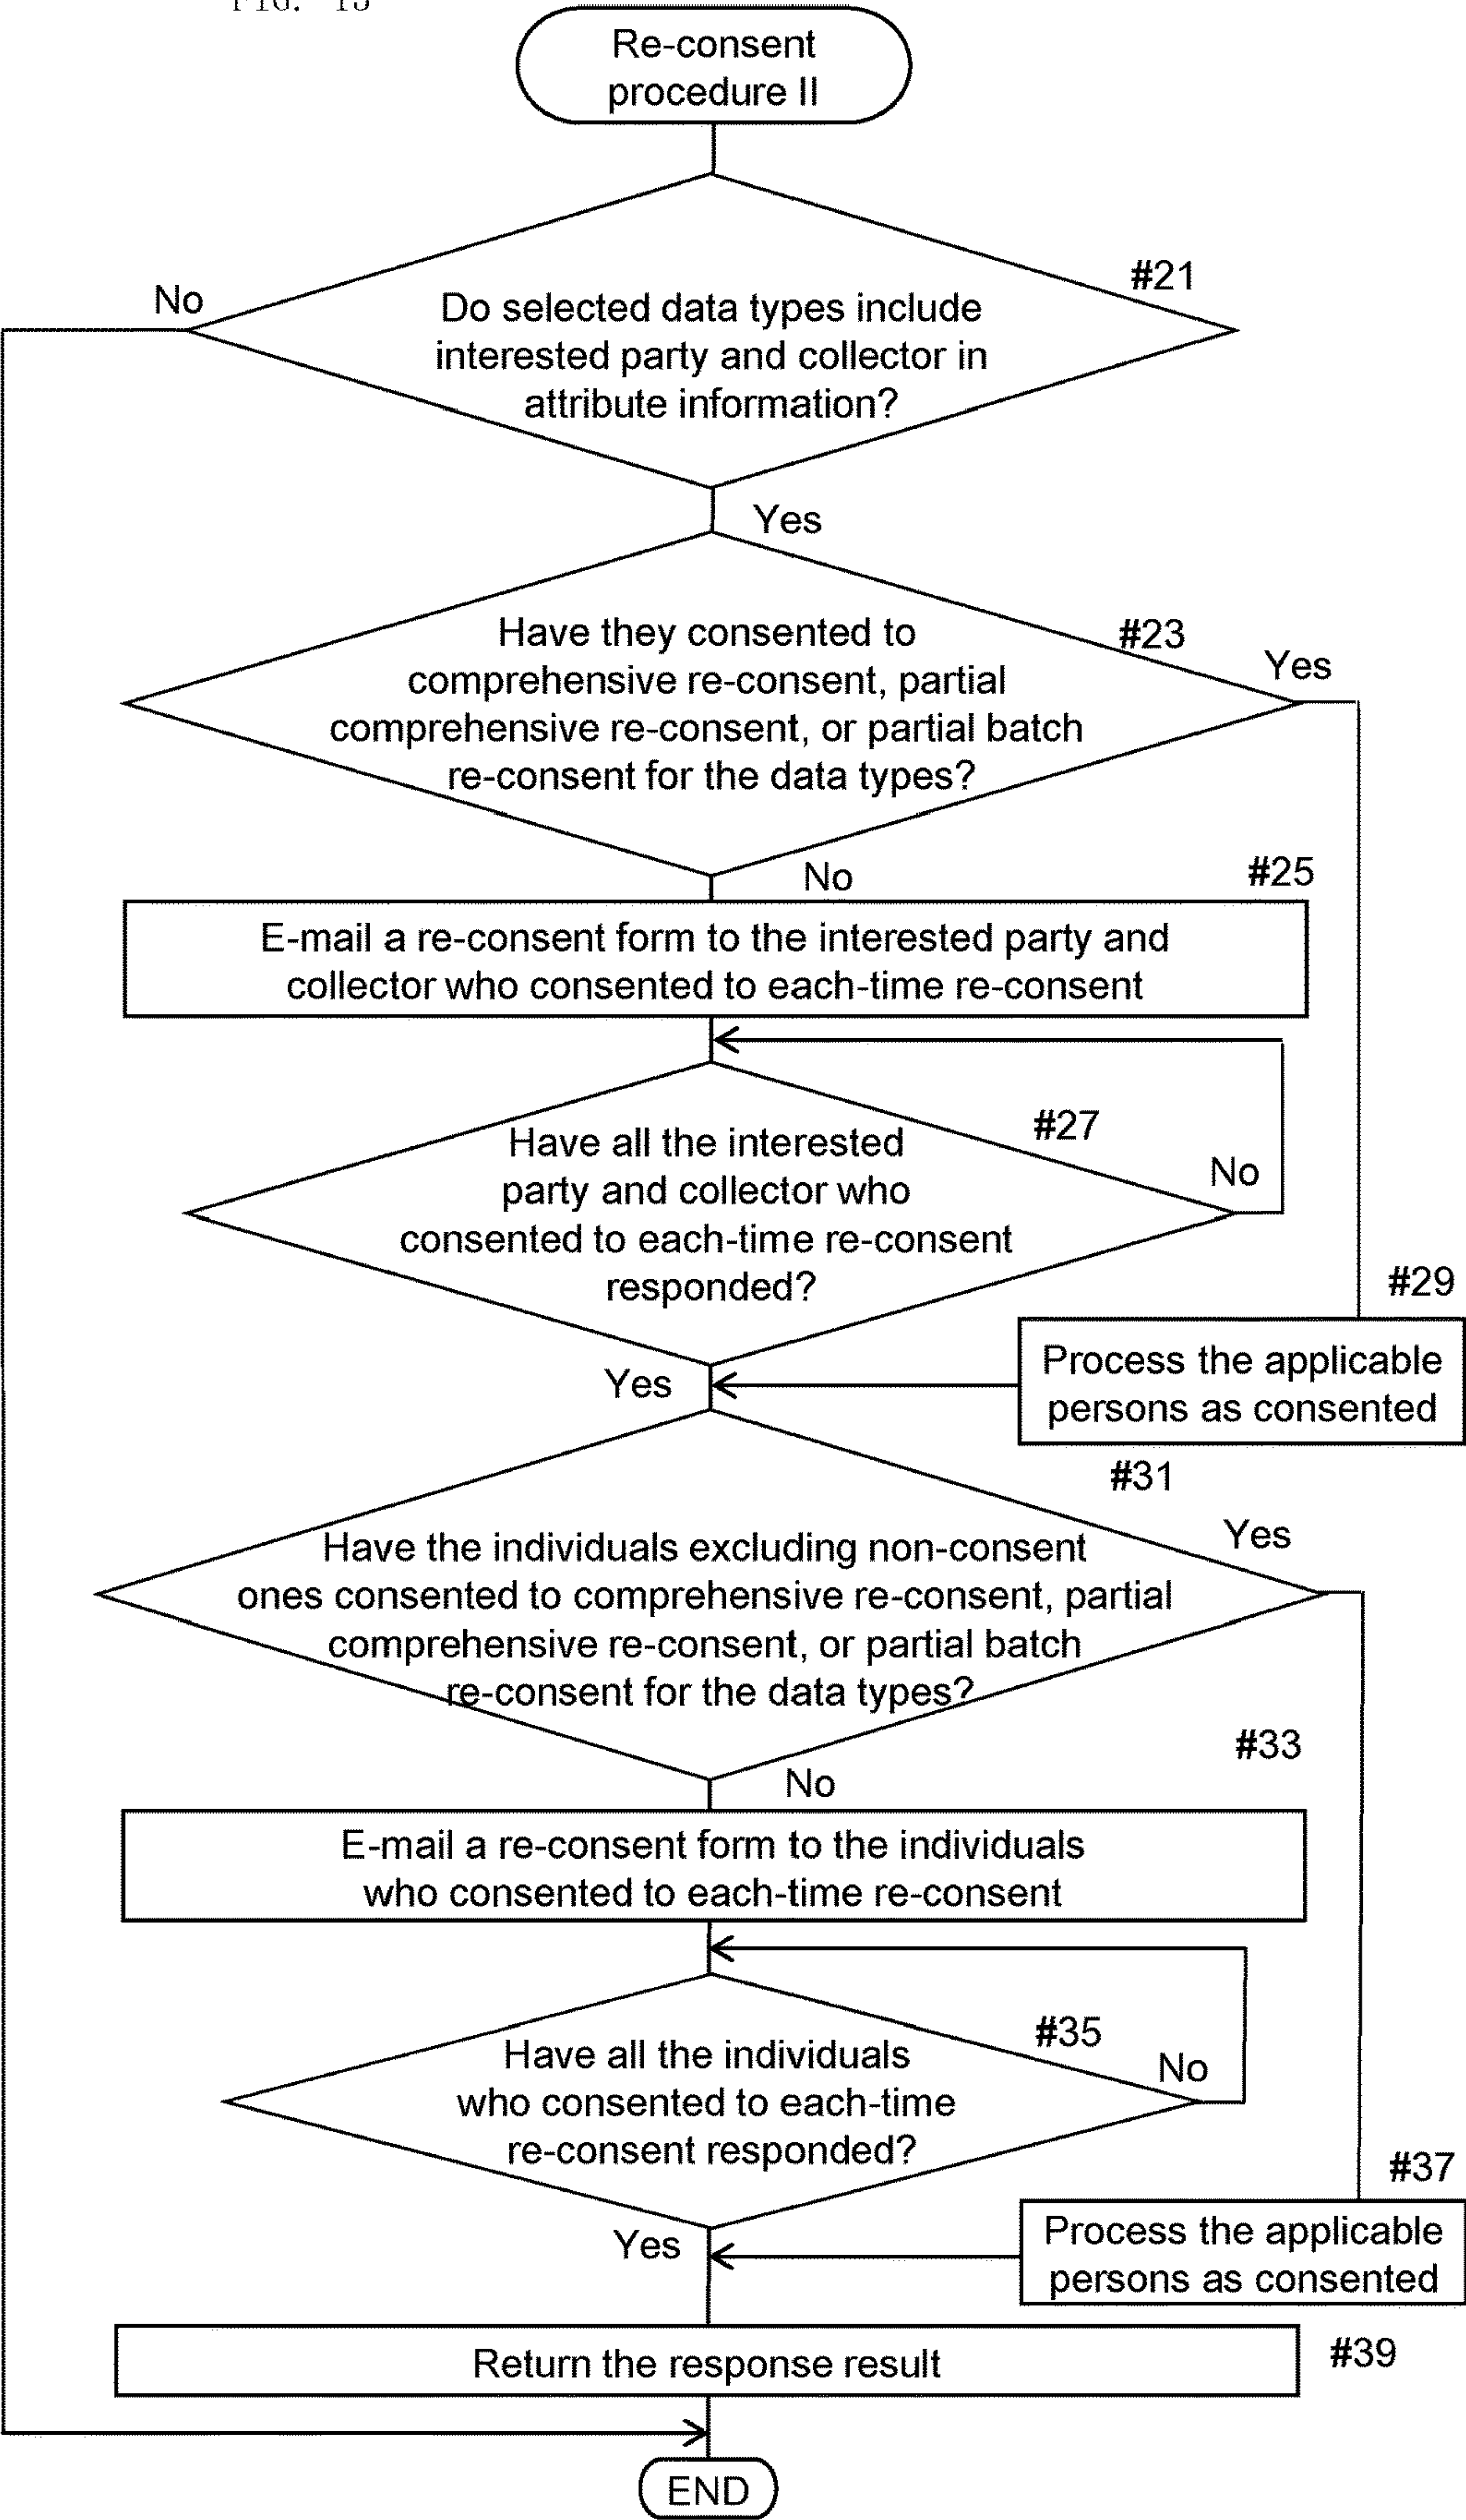 Re-consent
procedure II
#21
No
Do selected data types include
interested party and collector in
attribute information?
Yes
#23
Yes
Have they consented to
comprehensive re-consent, partial
comprehensive re-consent, or partial batch
re-consent for the data types?
No
#25
E-mail a re-consent form to the interested party and
collector who consented to each-time re-consent
#27
Have all the interested
party and collector who
consented to each-time re-consent
responded?
No
#29
Process the applicable
persons as consented
Yes
#31
Yes
Have the individuals excluding non-consent
ones consented to comprehensive re-consent, partial
comprehensive re-consent, or partial batch
re-consent for the data types?
#33
No
E-mail a re-consent form to the individuals
who consented to each-time re-consent
#35
Have all the individuals
who consented to each-time
re-consent responded?
No
#37
Process the applicable
persons as consented
Yes
Return the response result
#39
END